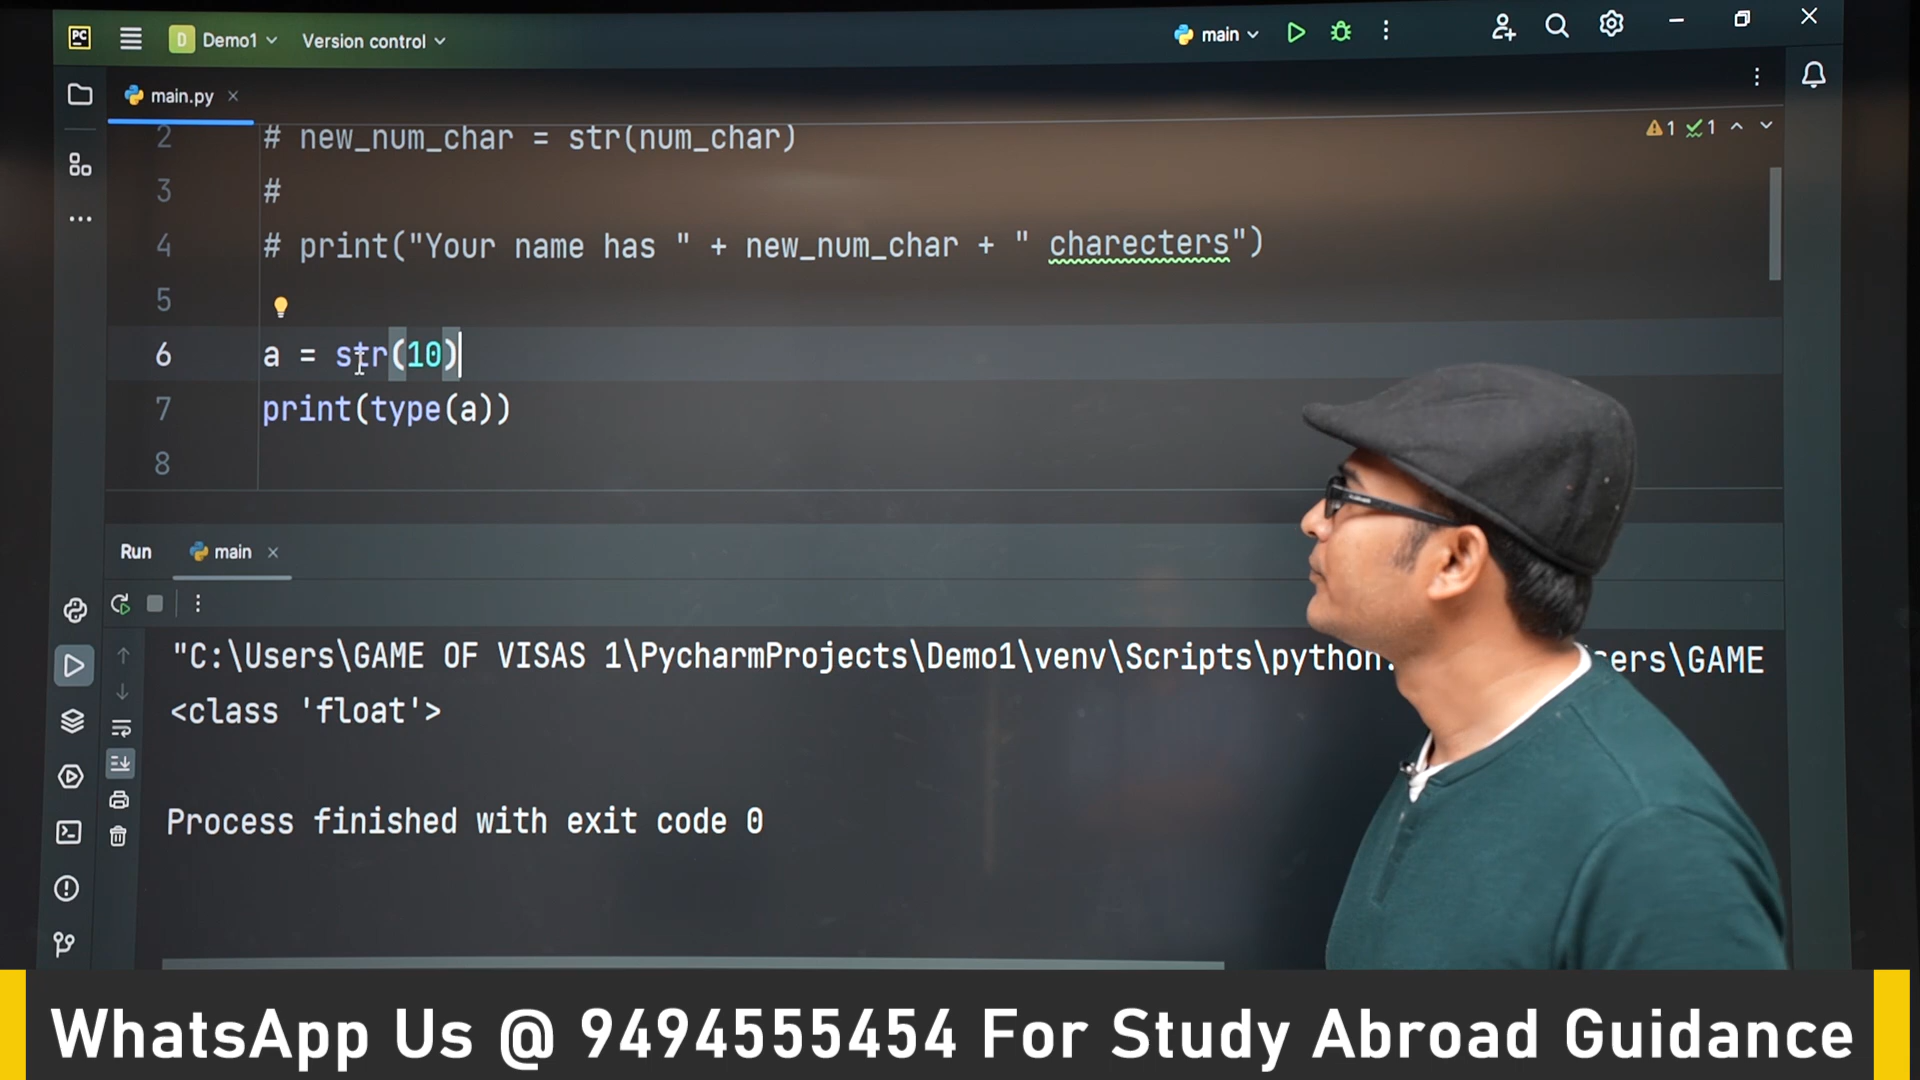 PC
D Demo1
Version control
main
main.py
1 1
2 # new_num_char = str(num_char)
3 #
4 # print("Your name has " + new_num_char + " charecters")
5
6 a = str(10)
7 print(type(a))
8
Run main
"C:\Users\GAME OF VISAS 1\PycharmProjects\Demo1\venv\Scripts\python. ers\GAME
<class 'float'>
Process finished with exit code 0
WhatsApp Us @ 9494555454 For Study Abroad Guidance